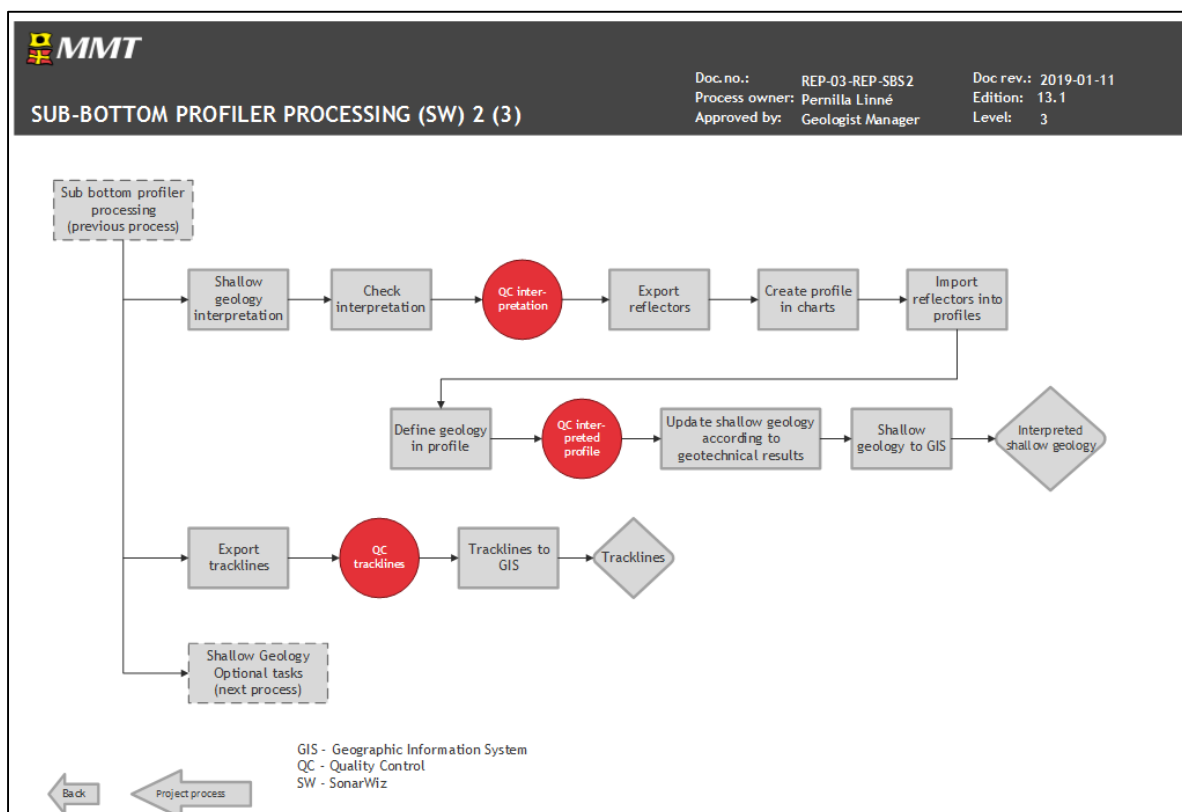 MMT
Doc.no.: REP-03-REP-SBS2 Doc rev.: 2019-01-11
Process owner: Pernilla Linné Edition: 13.1
SUB-BOTTOM PROFILER PROCESSING (SW) 2 (3)
Approved by: Geologist Manager Level: 3
Sub bottom profiler
processing
(previous process)
Shallow
geology
interpretation
Check
interpretation
QC inter-
pretation
Export
reflectors
Create profile
in charts
Import
reflectors into
profiles
Define geology
in profile
QC inter-
preted
profile
Update shallow geology
according to
geotechnical results
Shallow
geology to GIS
Interpreted
shallow geology
Export
tracklines
QC
tracklines
Tracklines to
GIS
Tracklines
Shallow Geology
Optional tasks
(next process)
GIS - Geographic Information System
QC - Quality Control
SW - SonarWiz
Back
Project process